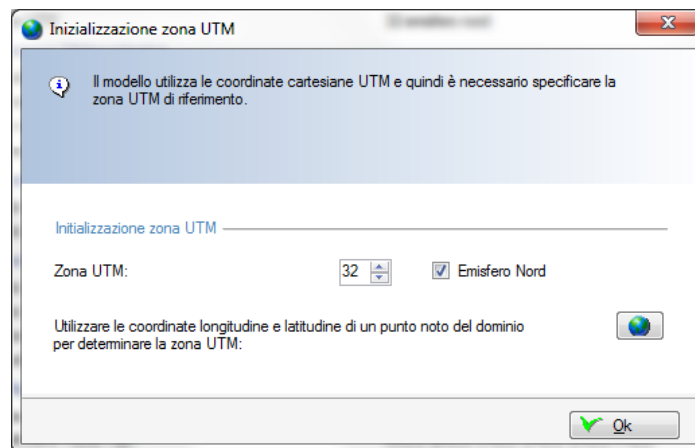 Inizializzazione zona UTM
Il modello utilizza le coordinate cartesiane UTM e quindi è necessario specificare la
zona UTM di riferimento.
Initializzazione zona UTM
Zona UTM: 32 Emisfero Nord
Utilizzare le coordinate longitudine e latitudine di un punto noto del dominio
per determinare la zona UTM:
Ok